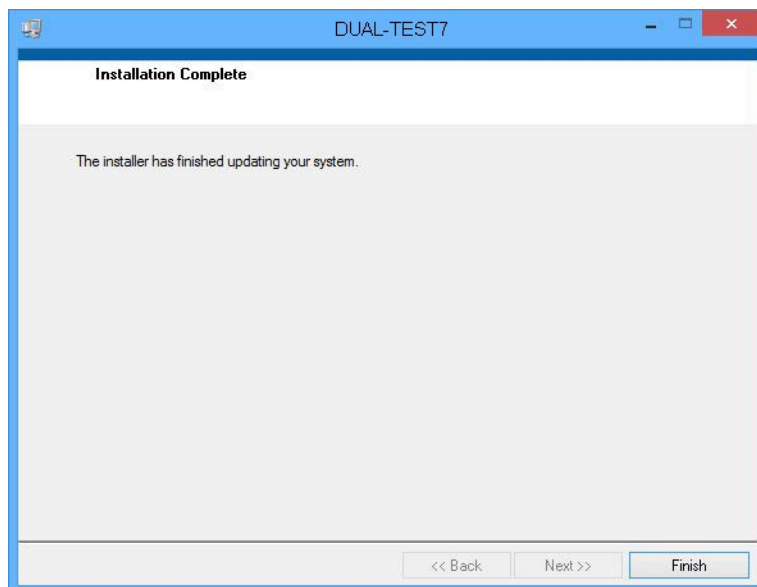 DUAL-TEST7
Installation Complete
The installer has finished updating your system.
<< Back Next >> Finish